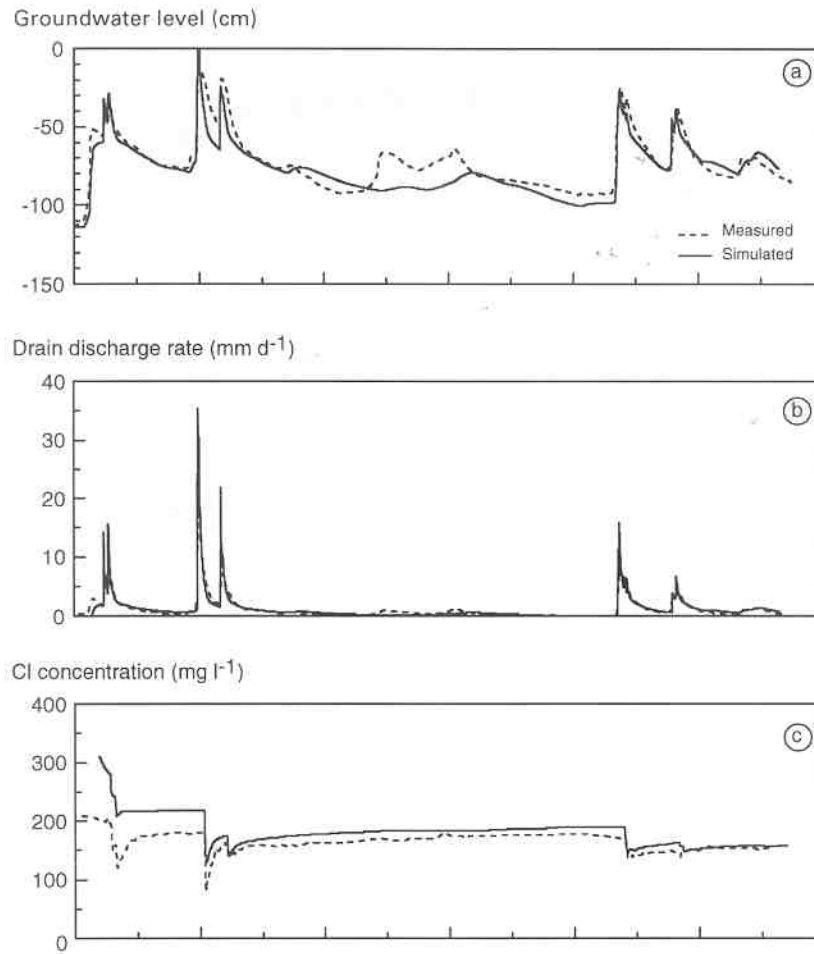 Groundwater level (cm)
0
-50
-100
-150
a
Measured
Simulated
Drain discharge rate (mm d-1)
40
30
20
10
0
b
Cl concentration (mg l-1)
400
300
200
100
0
c